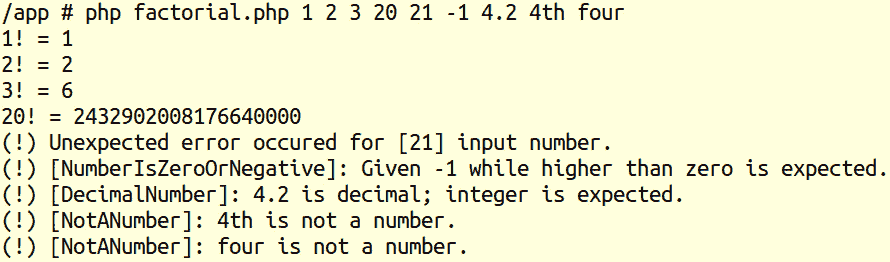 /app # php factorial.php 1 2 3 20 21 -1 4.2 4th four
1! = 1
2! = 2
3! = 6
20! = 2432902008176640000
(!) Unexpected error occured for [21] input number.
(!) [NumberIsZeroOrNegative]: Given -1 while higher than zero is expected.
(!) [DecimalNumber]: 4.2 is decimal; integer is expected.
(!) [NotANumber]: 4th is not a number.
(!) [NotANumber]: four is not a number.